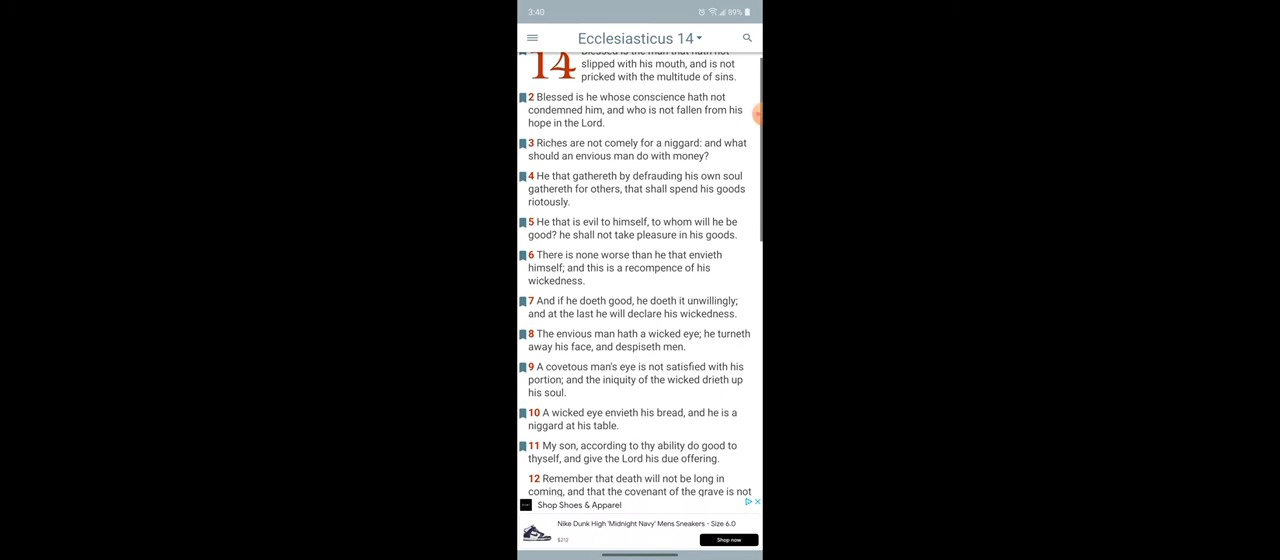 3:40
89%
Ecclesiasticus 14
14 Blessed is the man that hath not
slipped with his mouth, and is not
pricked with the multitude of sins.
2 Blessed is he whose conscience hath not
condemned him, and who is not fallen from his
hope in the Lord.
3 Riches are not comely for a niggard: and what
should an envious man do with money?
4 He that gathereth by defrauding his own soul
gathereth for others, that shall spend his goods
riotously.
5 He that is evil to himself, to whom will he be
good? he shall not take pleasure in his goods.
6 There is none worse than he that envieth
himself; and this is a recompence of his
wickedness.
7 And if he doeth good, he doeth it unwillingly;
and at the last he will declare his wickedness.
8 The envious man hath a wicked eye; he turneth
away his face, and despiseth men.
9 A covetous man's eye is not satisfied with his
portion; and the iniquity of the wicked drieth up
his soul.
10 A wicked eye envieth his bread, and he is a
niggard at his table.
11 My son, according to thy ability do good to
thyself, and give the Lord his due offering.
12 Remember that death will not be long in
coming, and that the covenant of the grave is not
Shop Shoes & Apparel
Nike Dunk High 'Midnight Navy' Mens Sneakers - Size 6.0
$212
Shop now